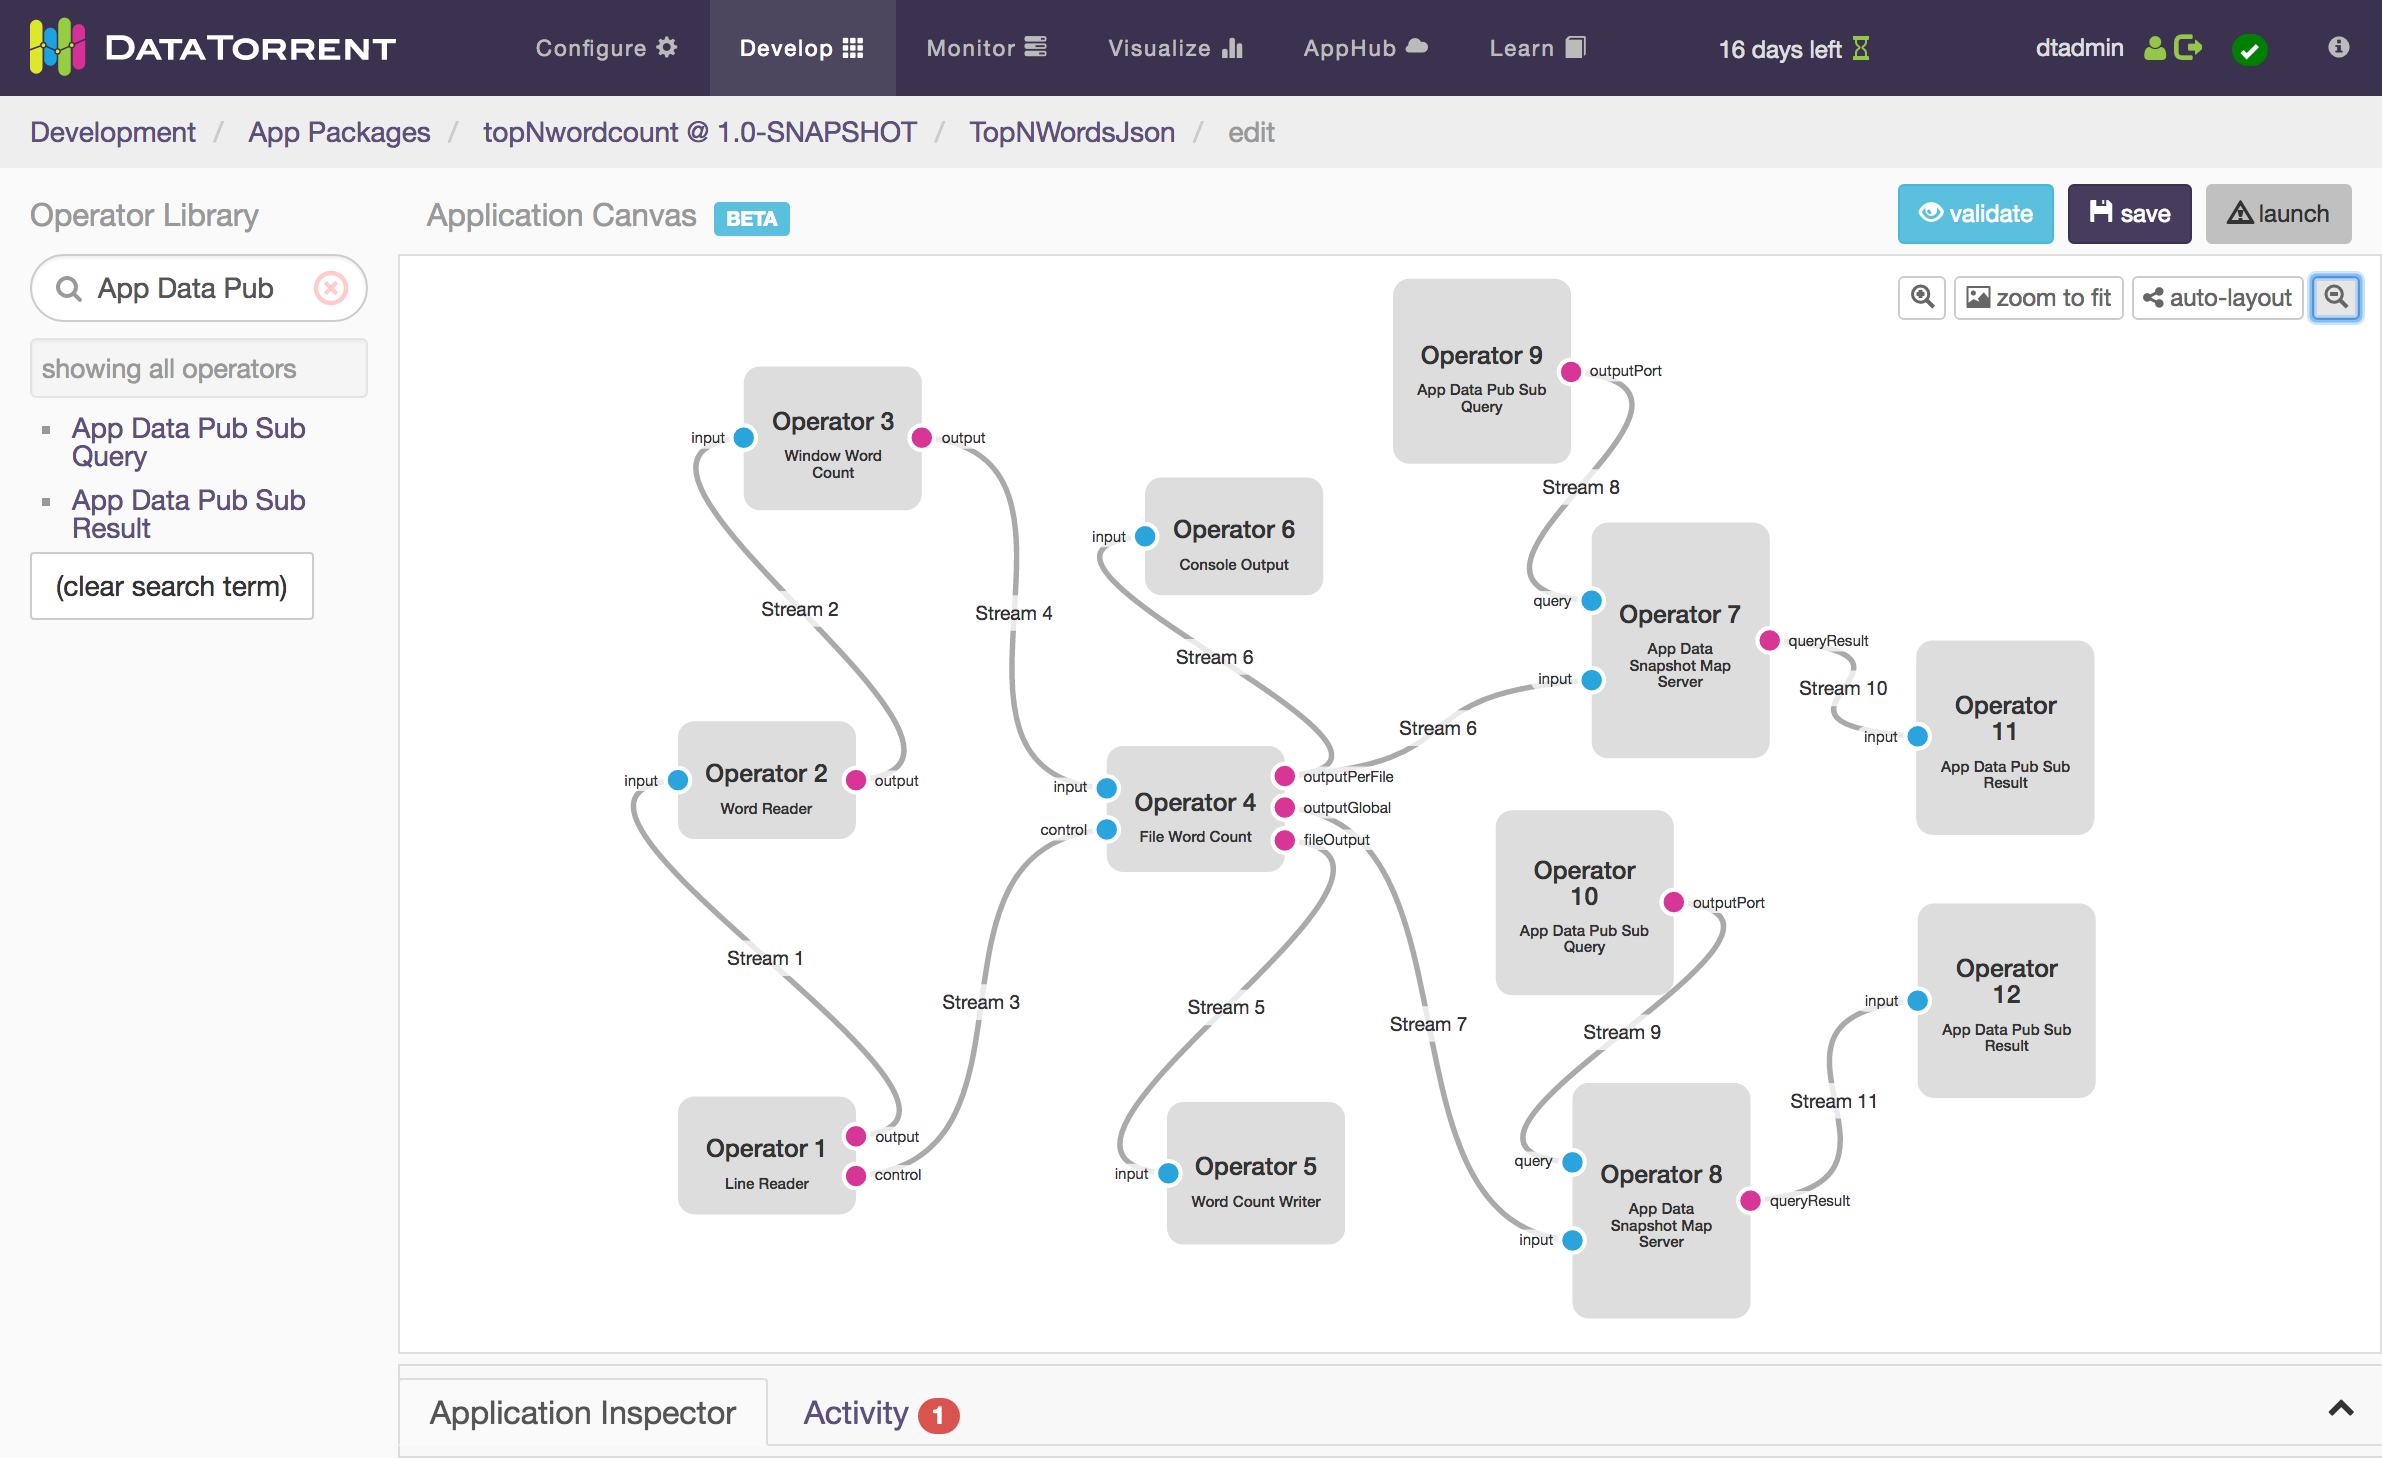 DATATORRENT
Configure
Develop
Monitor
Visualize
AppHub
Learn
16 days left
dtadmin
Development / App Packages / topNwordcount @ 1.0-SNAPSHOT / TopNWordsJson / edit
Operator Library
App Data Pub
showing all operators
App Data Pub Sub
Query
App Data Pub Sub
Result
(clear search term)
Application Canvas BETA
validate
save
launch
zoom to fit
auto-layout
Operator 9
App Data Pub Sub
Query
outputPort
Operator 3
Window Word
Count
input
output
Stream 8
Operator 6
Console Output
input
query
Operator 7
App Data
Snapshot Map
Server
input
queryResult
Stream 2
Stream 4
Stream 6
Stream 10
Operator
11
App Data Pub Sub
Result
input
Stream 6
Operator 2
Word Reader
input
output
input
control
Operator 4
File Word Count
outputPerFile
outputGlobal
fileOutput
Operator
10
App Data Pub Sub
Query
outputPort
Stream 1
Stream 3
Stream 5
Stream 7
Stream 9
Operator
12
App Data Pub Sub
Result
input
Stream 11
Operator 1
Line Reader
output
control
input
Operator 5
Word Count Writer
query
Operator 8
App Data
Snapshot Map
Server
input
queryResult
Application Inspector
Activity 1